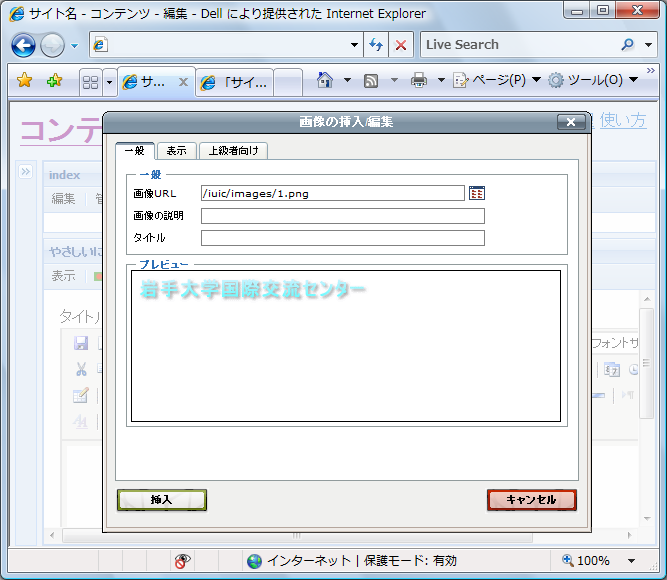 サイト名 - コンテンツ - 編集 - Dell により提供された Internet Explorer
Live Search
サ...
「サイ...
ページ(P)
ツール(O)
コンテ
使い方
画像の挿入/編集
一般
表示
上級者向け
index
編集
一般
画像URL
/iuic/images/1.png
画像の説明
タイトル
やさしいに
表示
プレビュー
岩手大学国際交流センター
タイトル
フォントサ
挿入
キャンセル
インターネット | 保護モード: 有効
100%